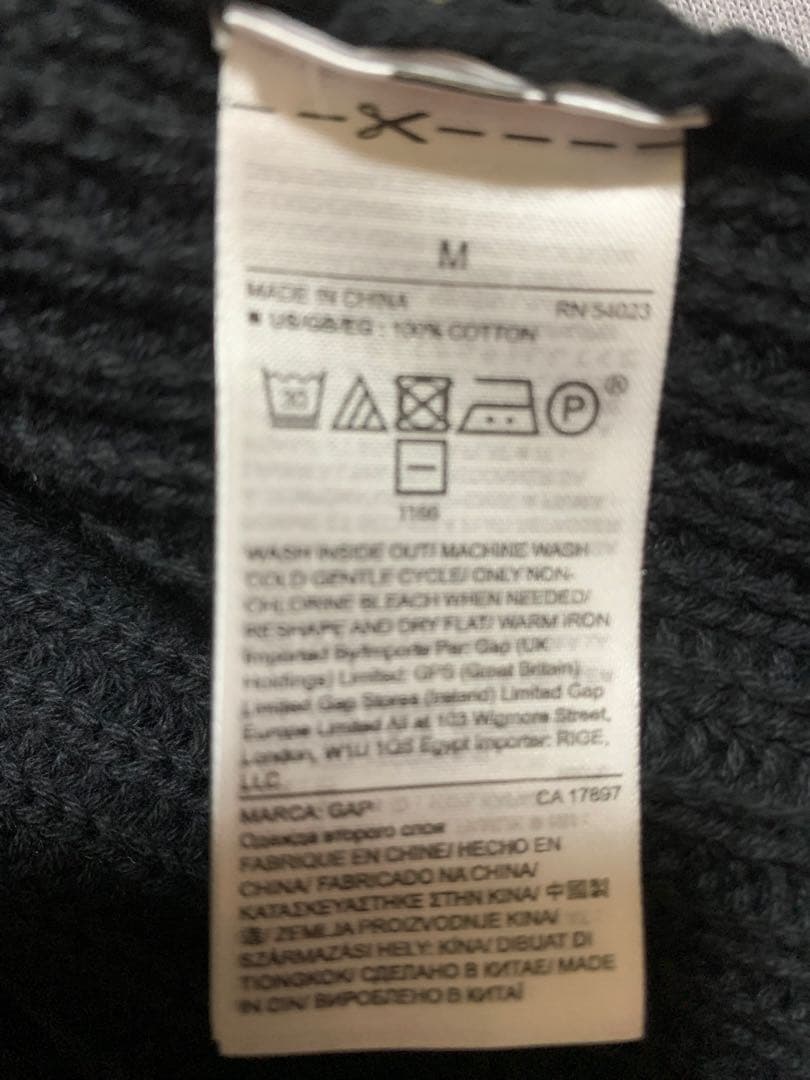 M
MADE IN CHINA RN 54023
■ US/GB/EG : 100% COTTON
30 P ®
1166
WASH INSIDE OUT/ MACHINE WASH
COLD GENTLE CYCLE/ ONLY NON-
CHLORINE BLEACH WHEN NEEDED/
RESHAPE AND DRY FLAT/ WARM IRON
Imported By/Importe Par: Gap (UK
Holdings) Limited: GPS (Great Britain)
Limited Gap Stores (Ireland) Limited Gap
Europe Limited All at 103 Wigmore Street,
London, W1U 1QS Egypt importer: RIGE,
LLC
MARCA: GAP CA 17897
Одежда второго слоя
FABRIQUE EN CHINE/ HECHO EN
CHINA/ FABRICADO NA CHINA/
ΚΑΤΑΣΚΕΥΑΣΤΗΚΕ ΣΤΗΝ ΚΙΝΑ/ 中國製
造/ ZEMLJA PROIZVODNJE KINA/
SZÁRMAZÁSI HELY: KÍNA/ DIBUAT DI
TIONGKOK/ СДЕЛАНО В КИТАЕ/ MADE
IN ÇIN/ ВИРОБЛЕНО В КИТАЇ